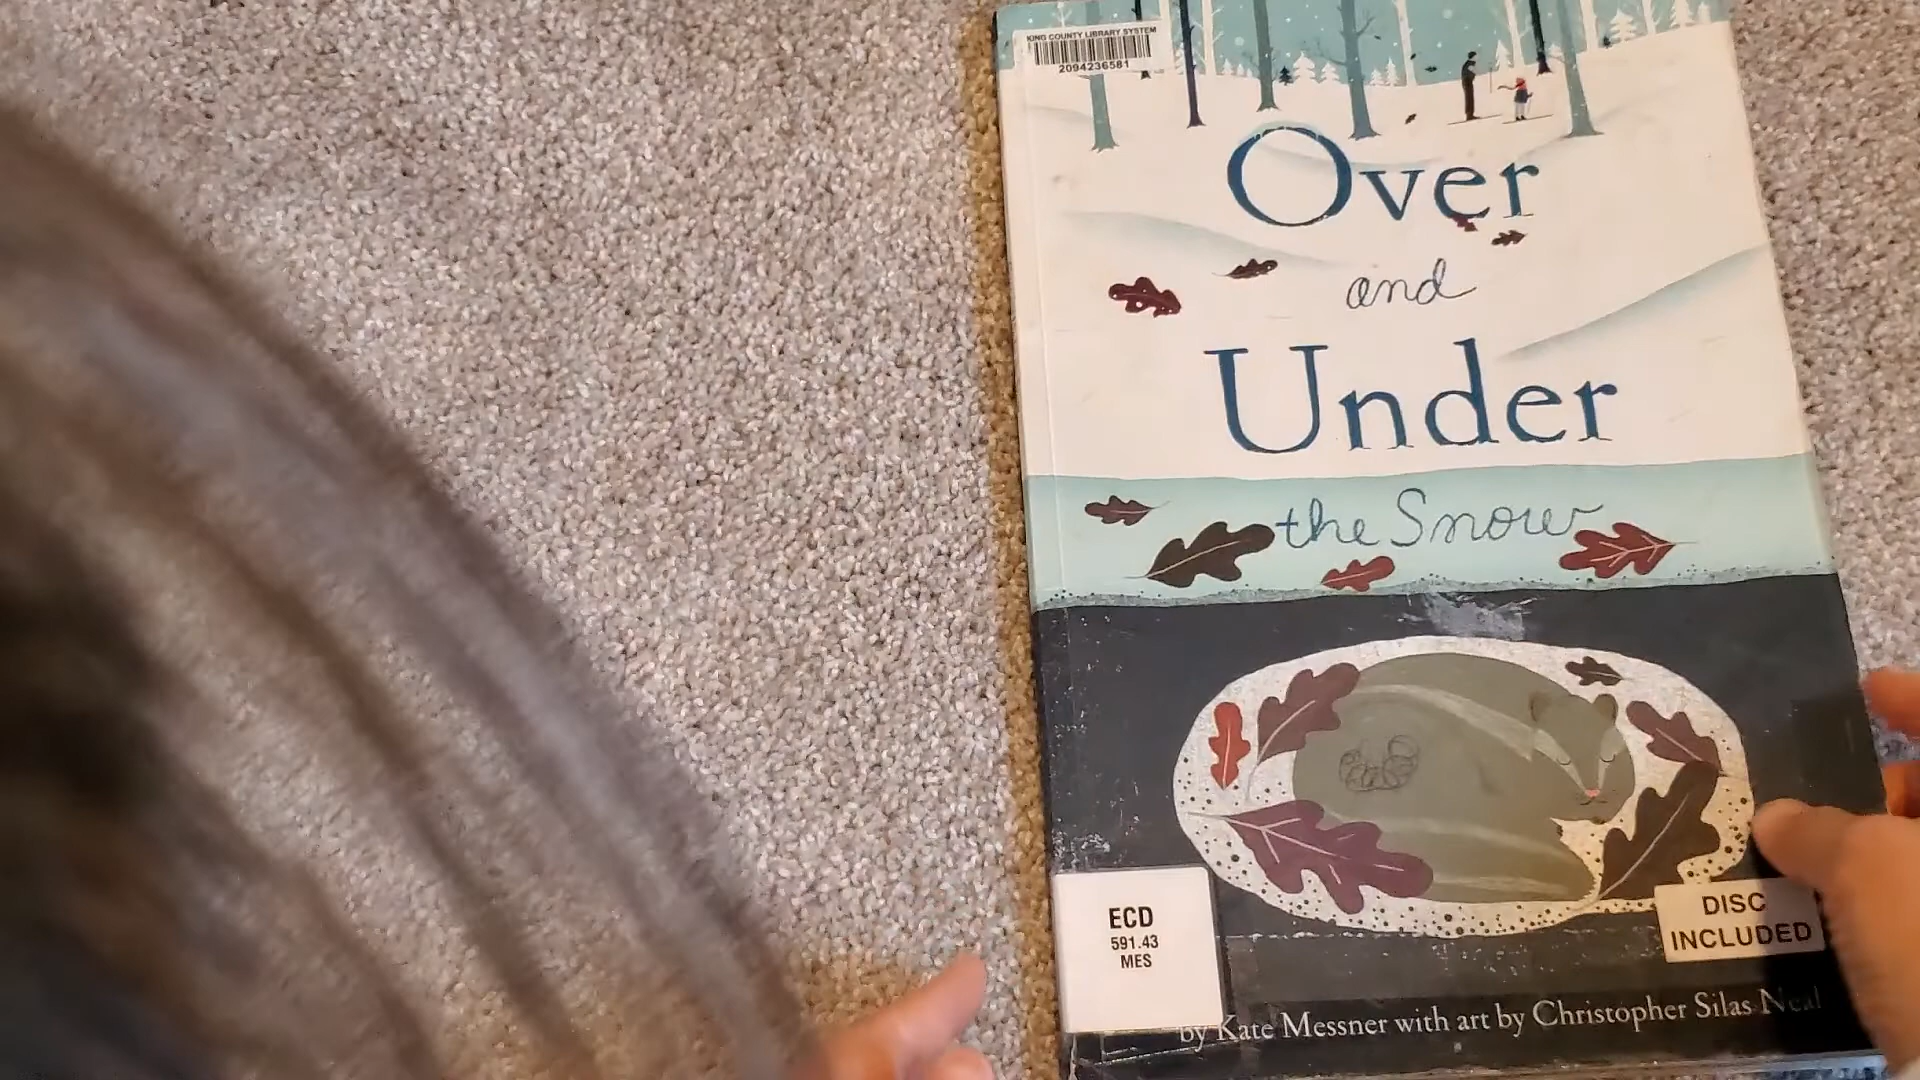 KING COUNTY LIBRARY SYSTEM
2094236581
Over
and
Under
the Snow
ECD
591.43
MES
DISC
INCLUDED
by Kate Messner with art by Christopher Silas Neal